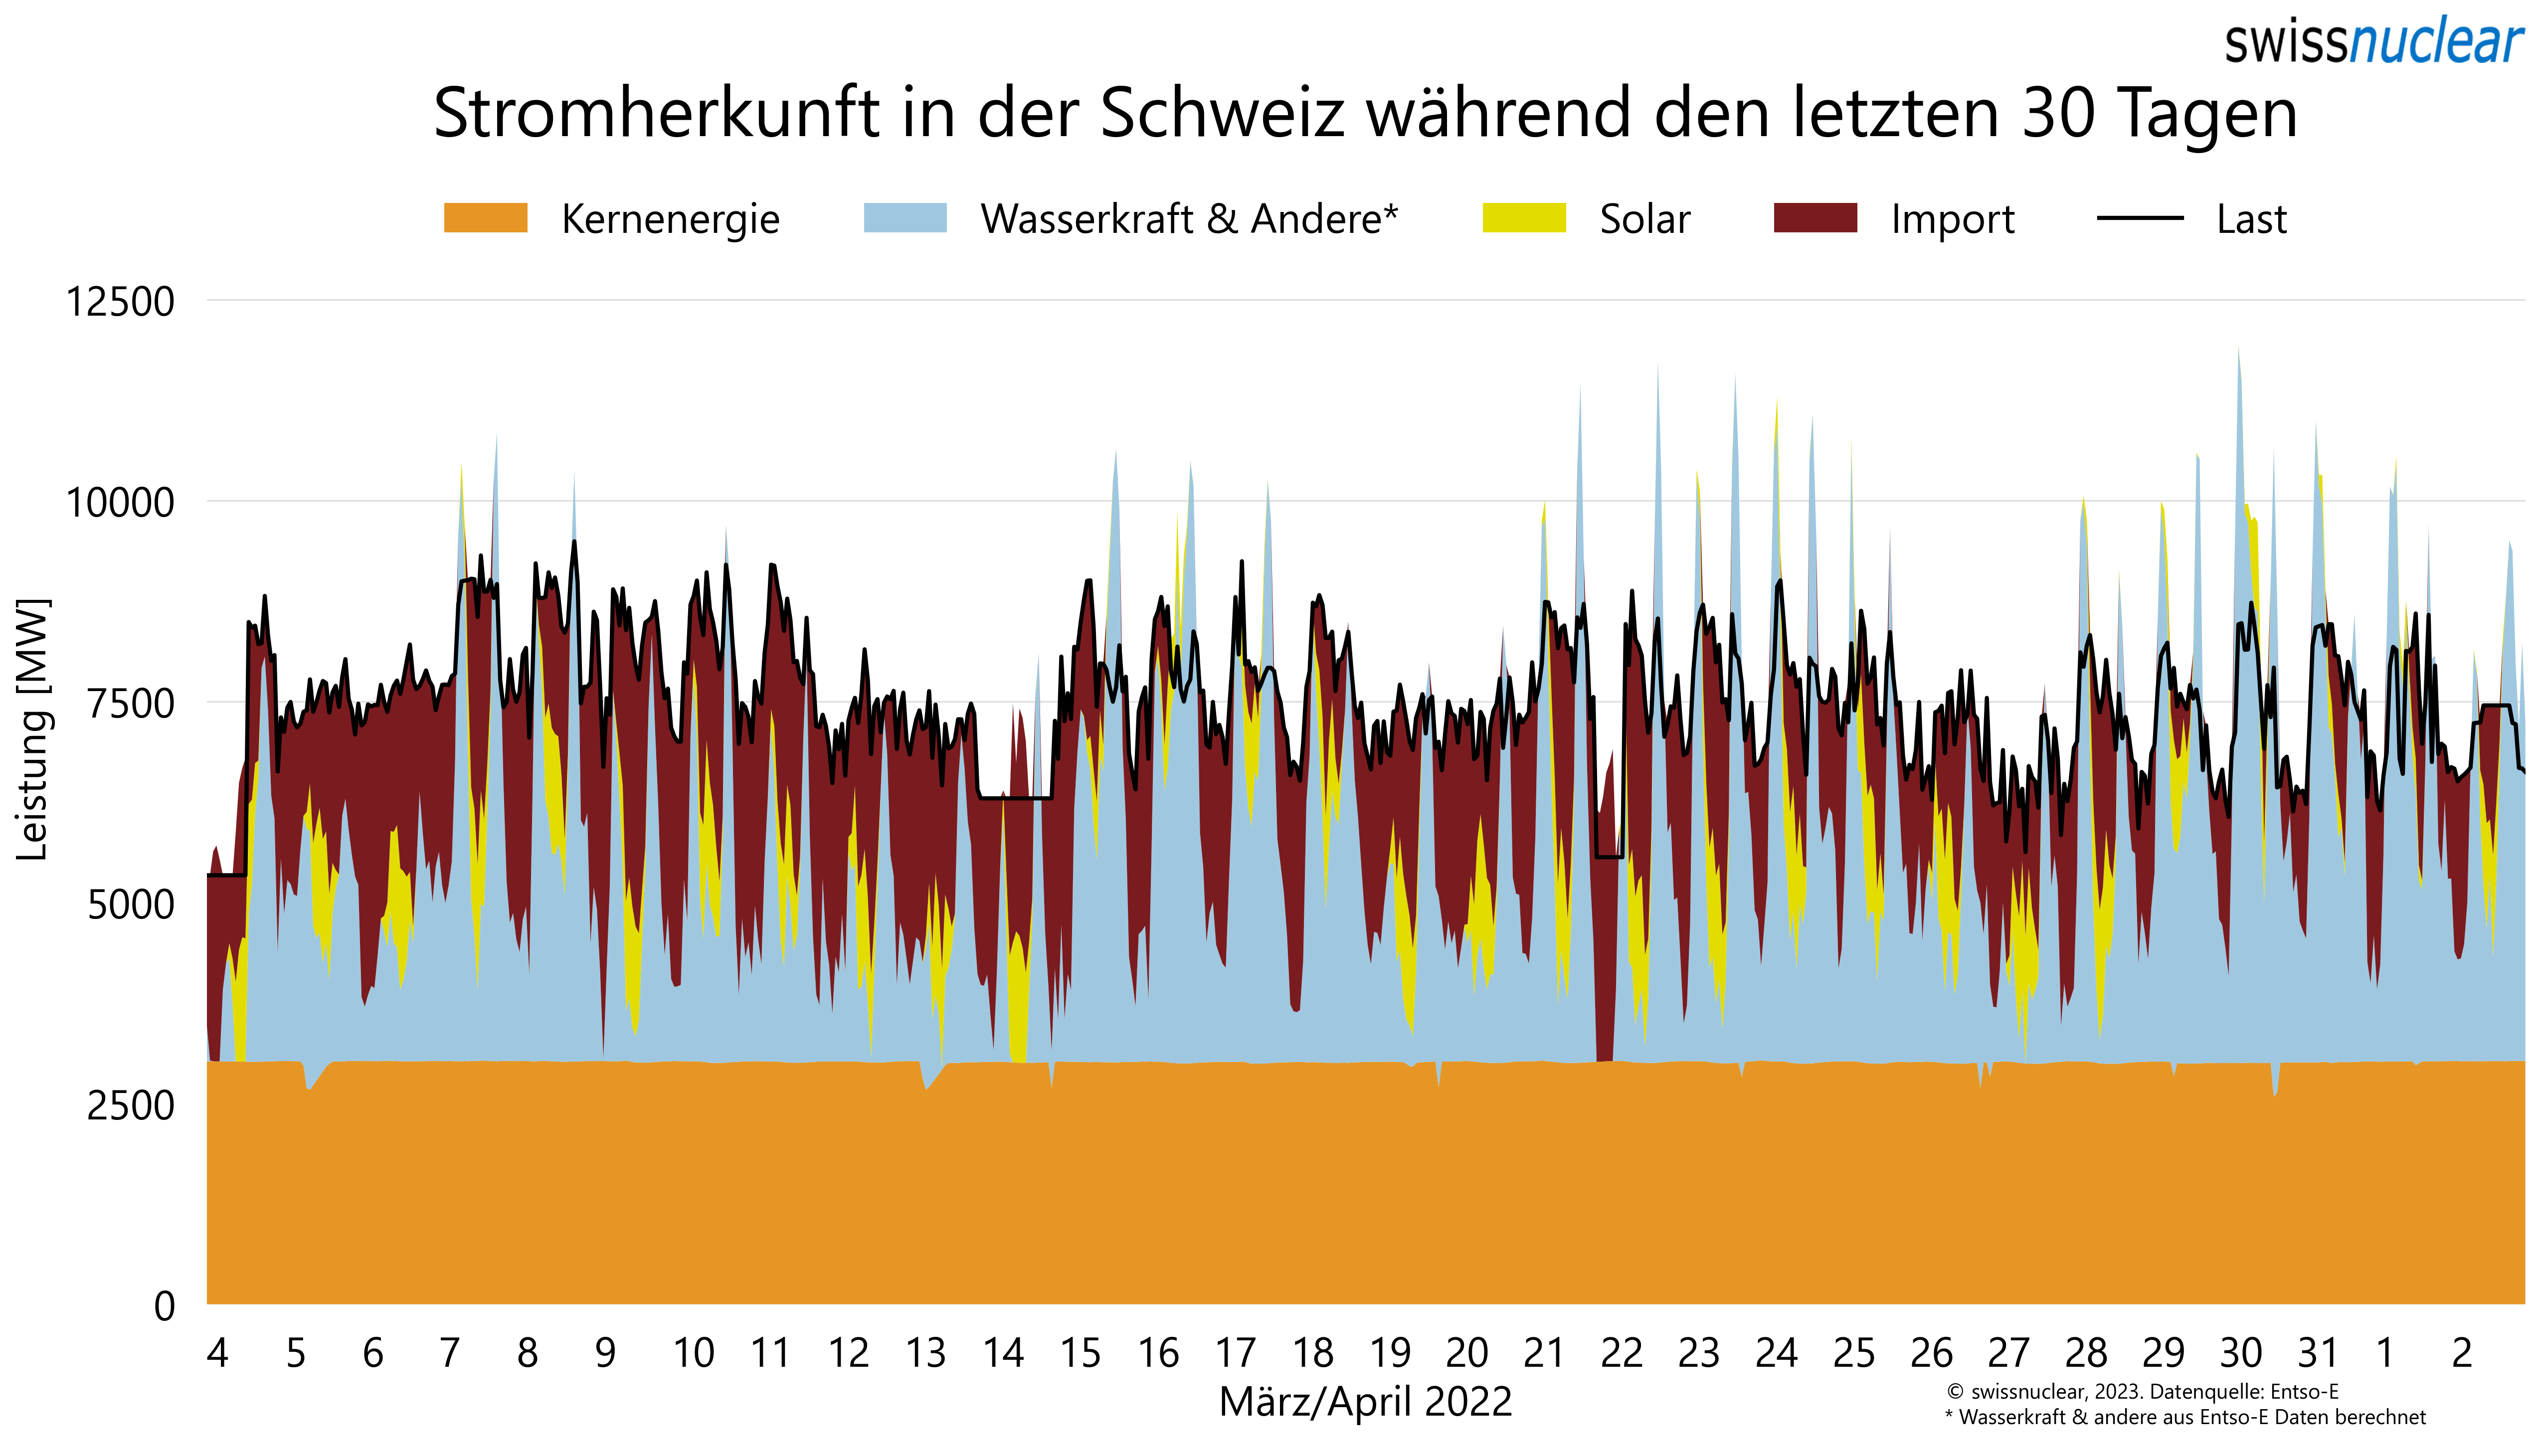 swissnuclear
Stromherkunft in der Schweiz während den letzten 30 Tagen
Kernenergie Wasserkraft & Andere* Solar Import Last
Leistung [MW]
12500
10000
7500
5000
2500
0
4 5 6 7 8 9 10 11 12 13 14 15 16 17 18 19 20 21 22 23 24 25 26 27 28 29 30 31 1 2
März/April 2022
© swissnuclear, 2023. Datenquelle: Entso-E
* Wasserkraft & andere aus Entso-E Daten berechnet